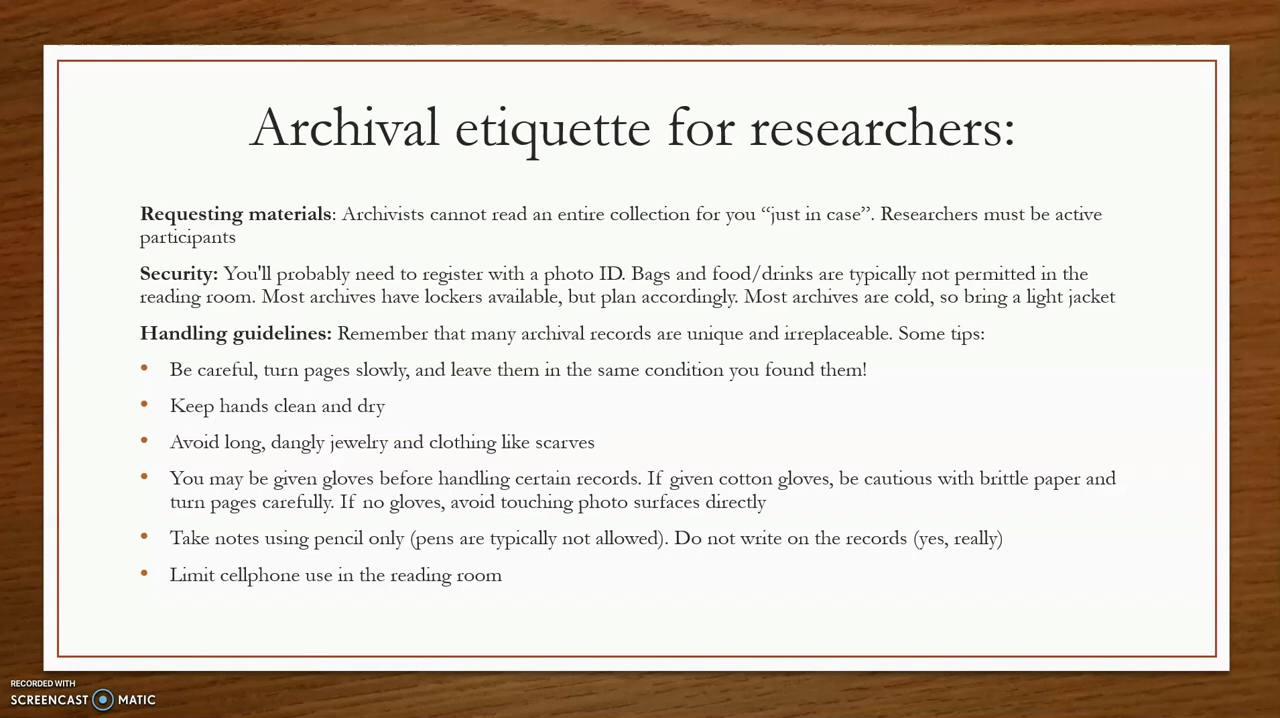 Archival etiquette for researchers:
Requesting materials: Archivists cannot read an entire collection for you “just in case”. Researchers must be active
participants
Security: You'll probably need to register with a photo ID. Bags and food/drinks are typically not permitted in the
reading room. Most archives have lockers available, but plan accordingly. Most archives are cold, so bring a light jacket
Handling guidelines: Remember that many archival records are unique and irreplaceable. Some tips:
• Be careful, turn pages slowly, and leave them in the same condition you found them!
• Keep hands clean and dry
• Avoid long, dangly jewelry and clothing like scarves
• You may be given gloves before handling certain records. If given cotton gloves, be cautious with brittle paper and
turn pages carefully. If no gloves, avoid touching photo surfaces directly
• Take notes using pencil only (pens are typically not allowed). Do not write on the records (yes, really)
• Limit cellphone use in the reading room
RECORDED WITH
SCREENCAST MATIC